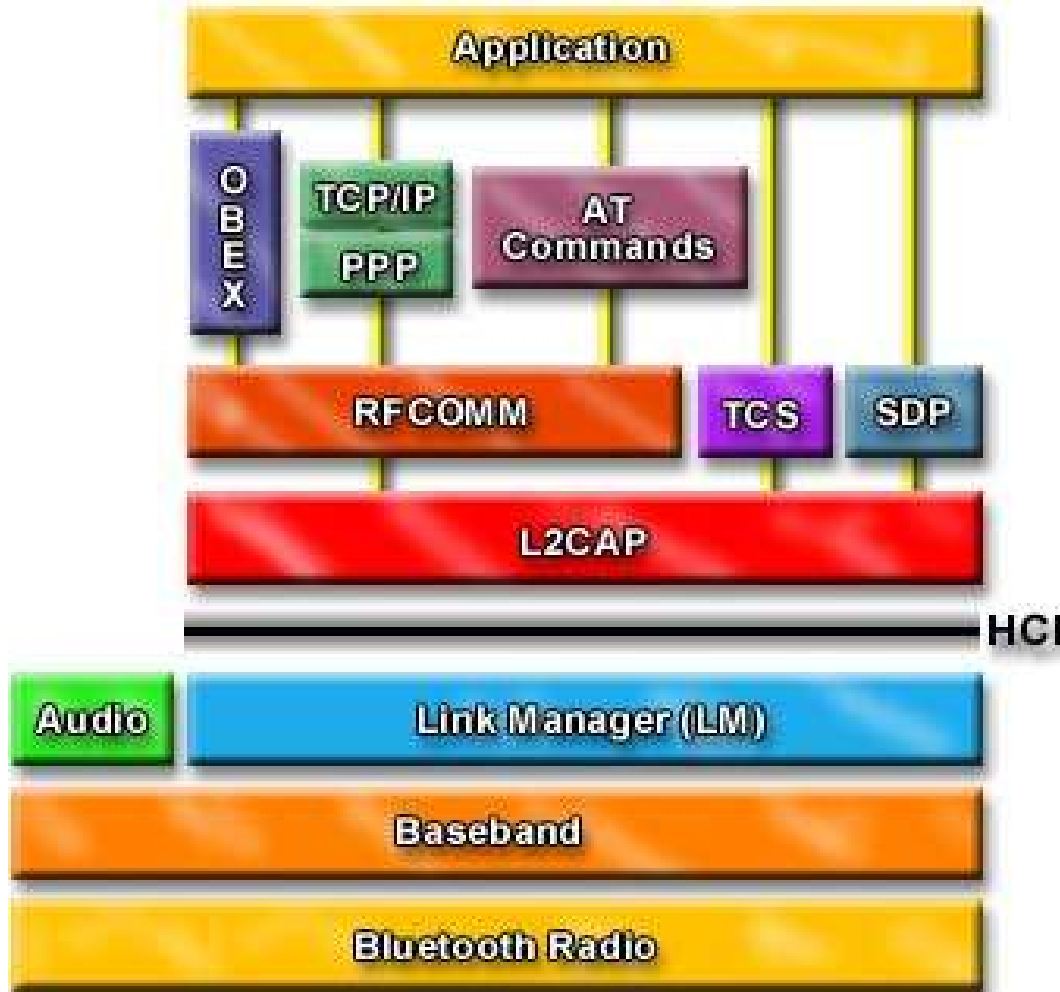 Application
OBEX
TCP/IP
PPP
AT
Commands
RFCOMM
TCS
SDP
L2CAP
HCI
Audio
Link Manager (LM)
Baseband
Bluetooth Radio